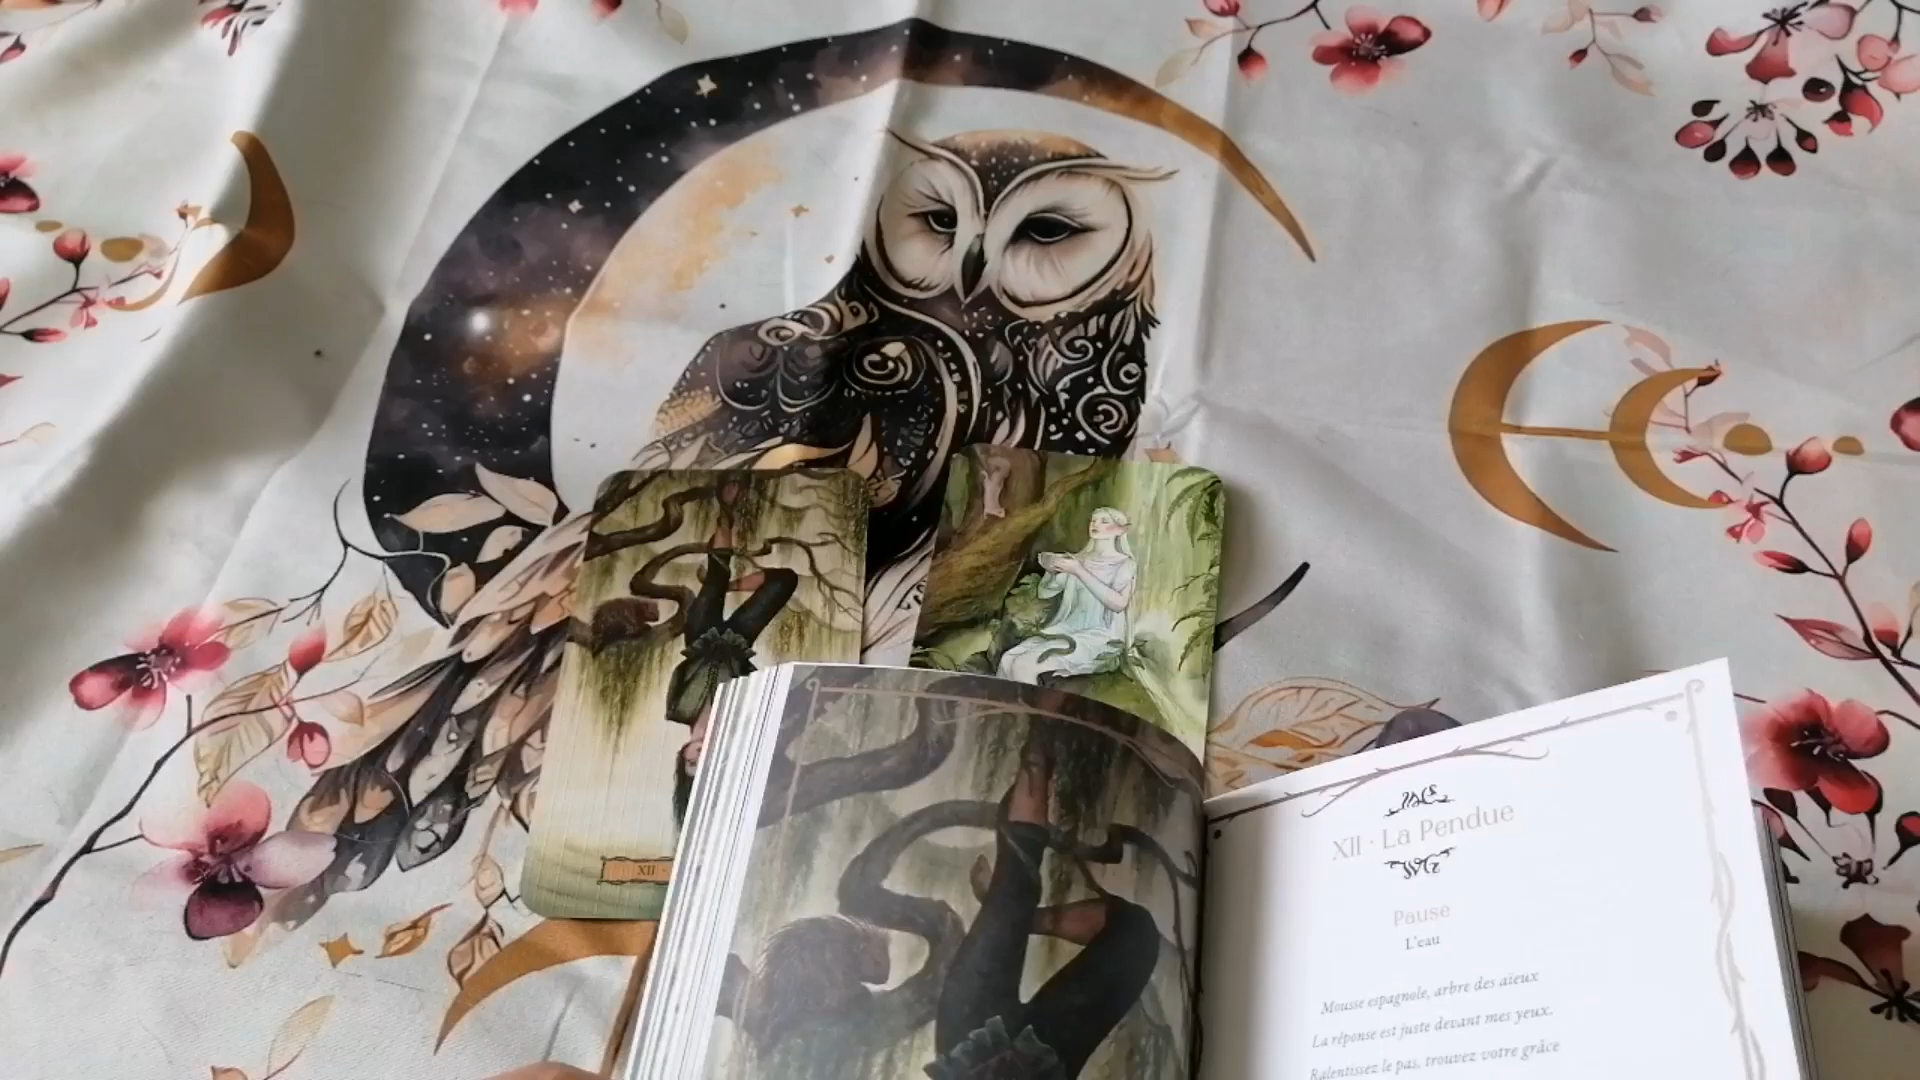 XII
XII · La Pendue
Pause
L'eau
Mousse espagnole, arbre des aïeux
La réponse est juste devant mes yeux.
Ralentissez le pas, trouvez votre grâce